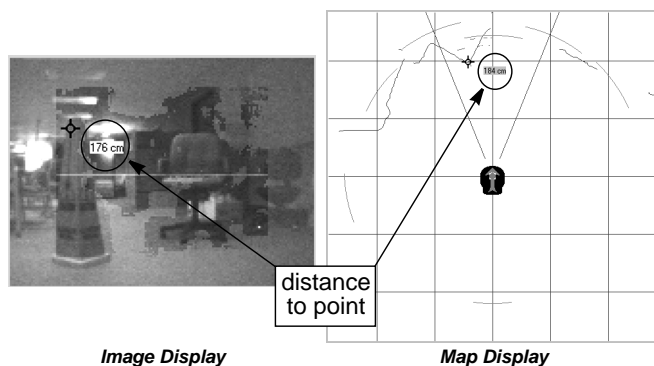 176 cm
184 cm
distance
to point
Image Display
Map Display